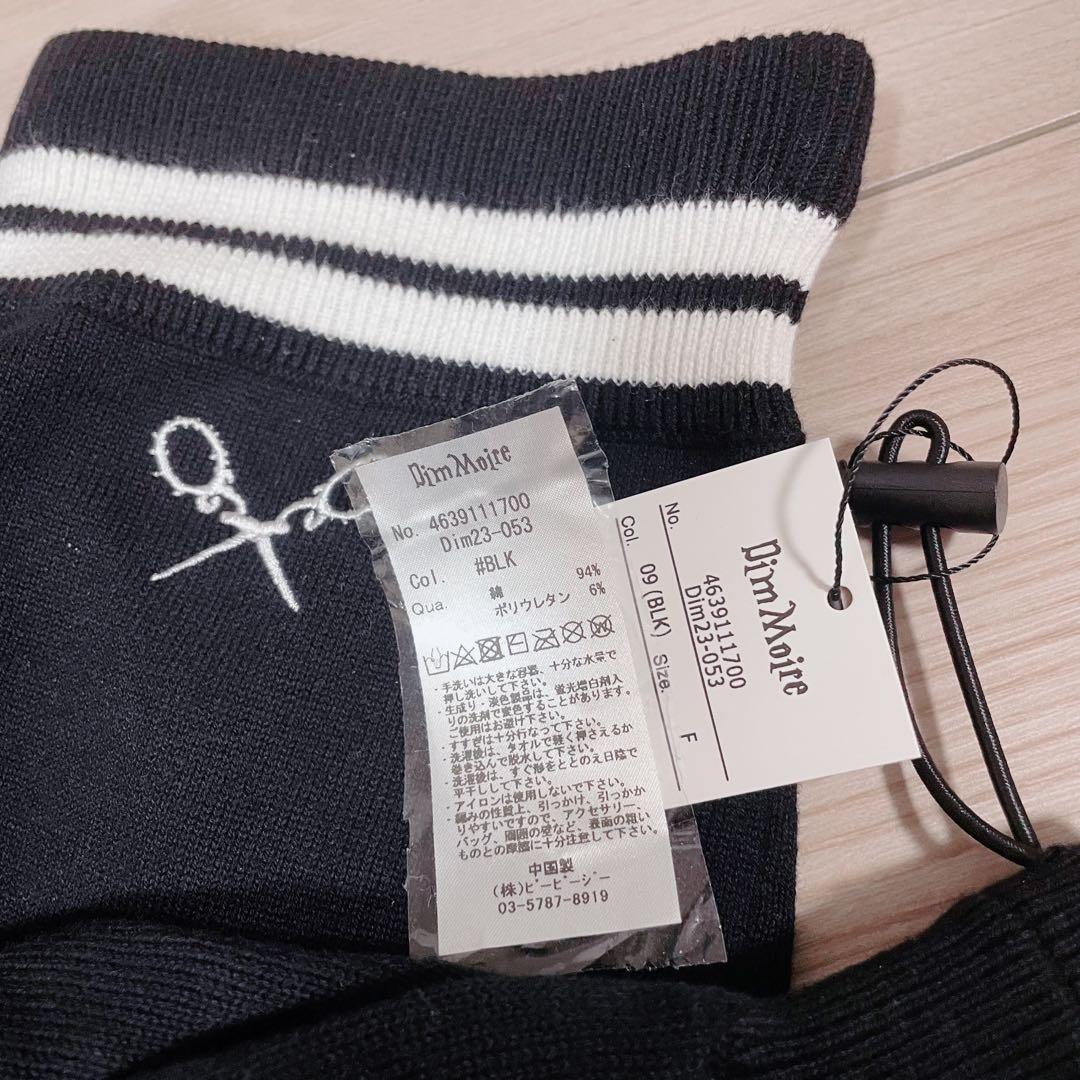 DimMoire
No. 4639111700
Dim23-053
Col. #BLK
Qua. 綿 94%
ポリウレタン 6%
・手洗いは大きな容器、十分な水量で
押し洗いして下さい。
・生成り・淡色製品は、蛍光増白剤入
りの洗剤で変色することがあります。
ご使用はお避け下さい。
・すすぎは十分行なって下さい。
・洗濯後は、タオルで軽く押さえるか
巻き込んで脱水して下さい。
・洗濯後は、すぐ形をととのえ日陰で
平干しして下さい。
・アイロンは使用しないで下さい。
・編みの性質上、引っかけ、引っかか
りやすいですので、アクセサリー、
バッグ、周囲の壁など、表面の粗い
ものとの摩擦に十分注意して下さい。
中国製
(株)ﾋﾟｰﾋﾟｰｼﾞｰ
03-5787-8919
DimMoire
No. 4639111700
Dim23-053
Col. 09(BLK) Size. F